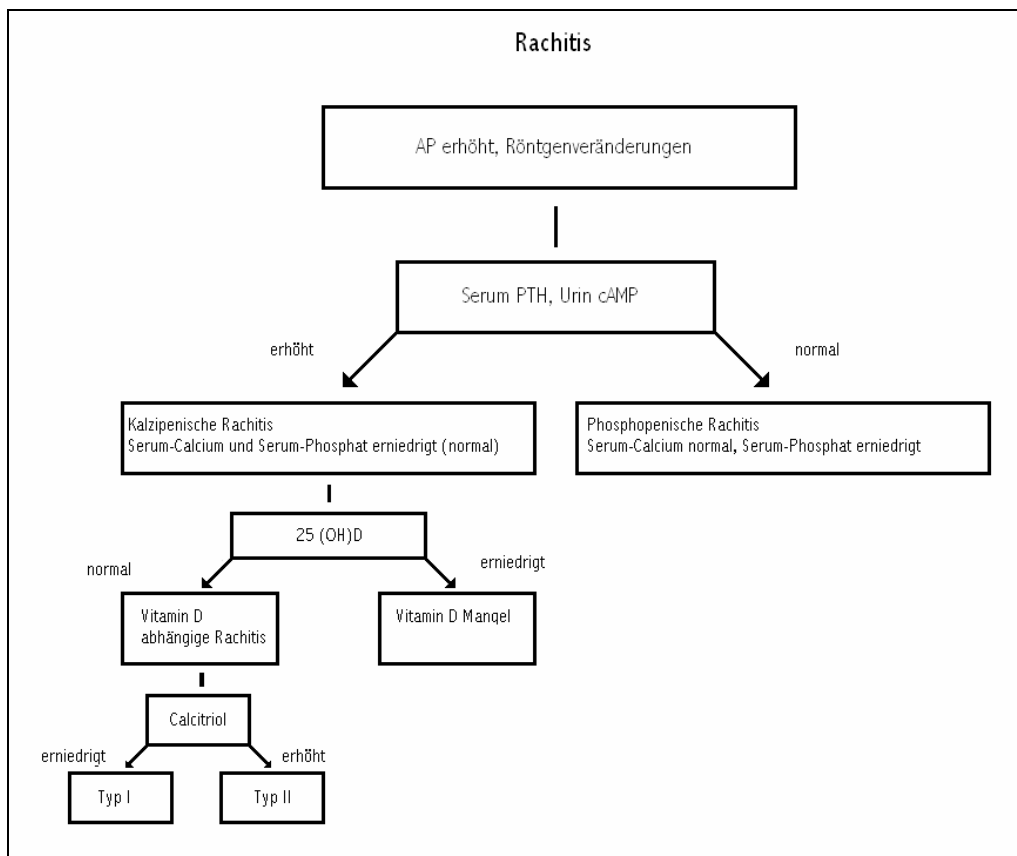 Rachitis
AP erhöht, Röntgenveränderungen
Serum PTH, Urin cAMP
erhöht
normal
Kalzipenische Rachitis
Serum-Calcium und Serum-Phosphat erniedrigt (normal)
Phosphopenische Rachitis
Serum-Calcium normal, Serum-Phosphat erniedrigt
25 (OH)D
normal
erniedrigt
Vitamin D
abhängige Rachitis
Vitamin D Mangel
Calcitriol
erniedrigt
erhöht
Typ I
Typ II